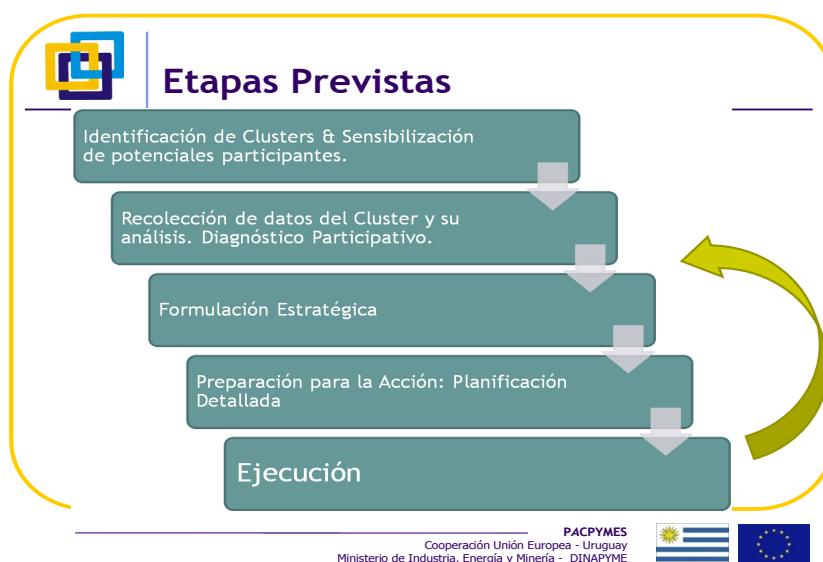 Etapas Previstas
Identificación de Clusters & Sensibilización
de potenciales participantes.
Recolección de datos del Cluster y su
análisis. Diagnóstico Participativo.
Formulación Estratégica
Preparación para la Acción: Planificación
Detallada
Ejecución
PACPYMES
Cooperación Unión Europea - Uruguay
Ministerio de Industria, Energía y Minería - DINAPYME